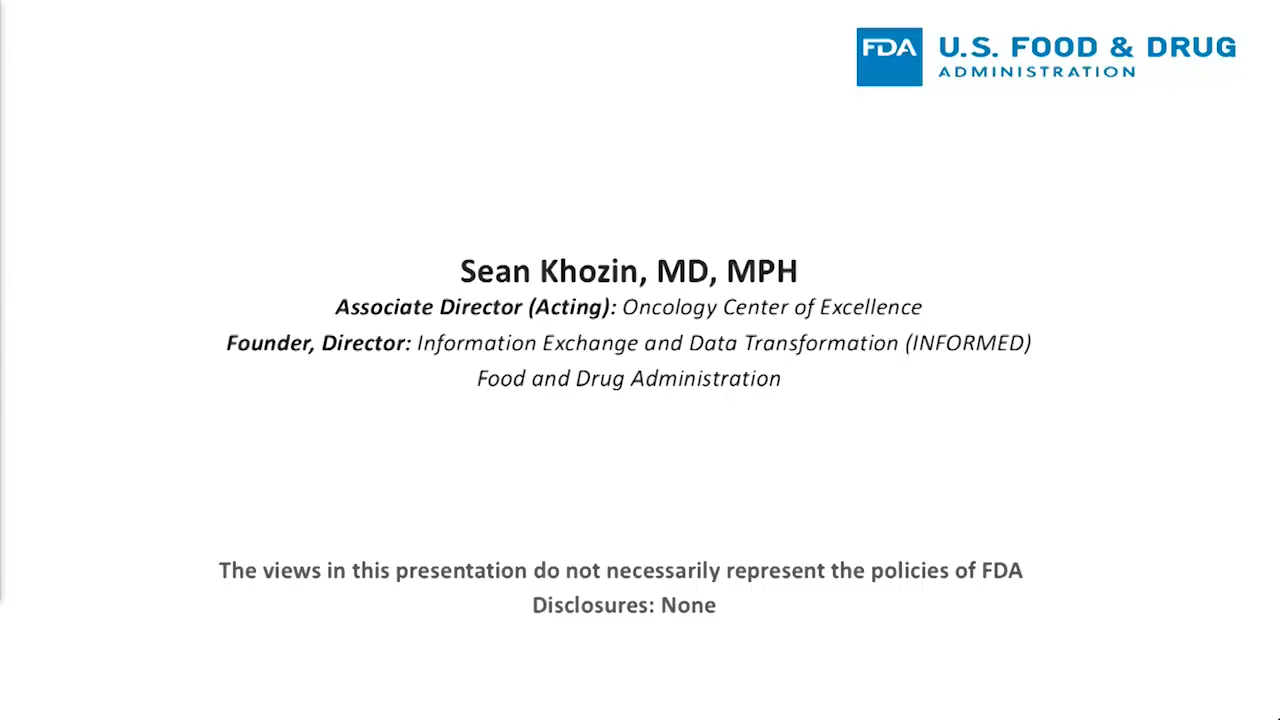 FDA
U.S. FOOD & DRUG
ADMINISTRATION
Sean Khozin, MD, MPH
Associate Director (Acting): Oncology Center of Excellence
Founder, Director: Information Exchange and Data Transformation (INFORMED)
Food and Drug Administration
The views in this presentation do not necessarily represent the policies of FDA
Disclosures: None